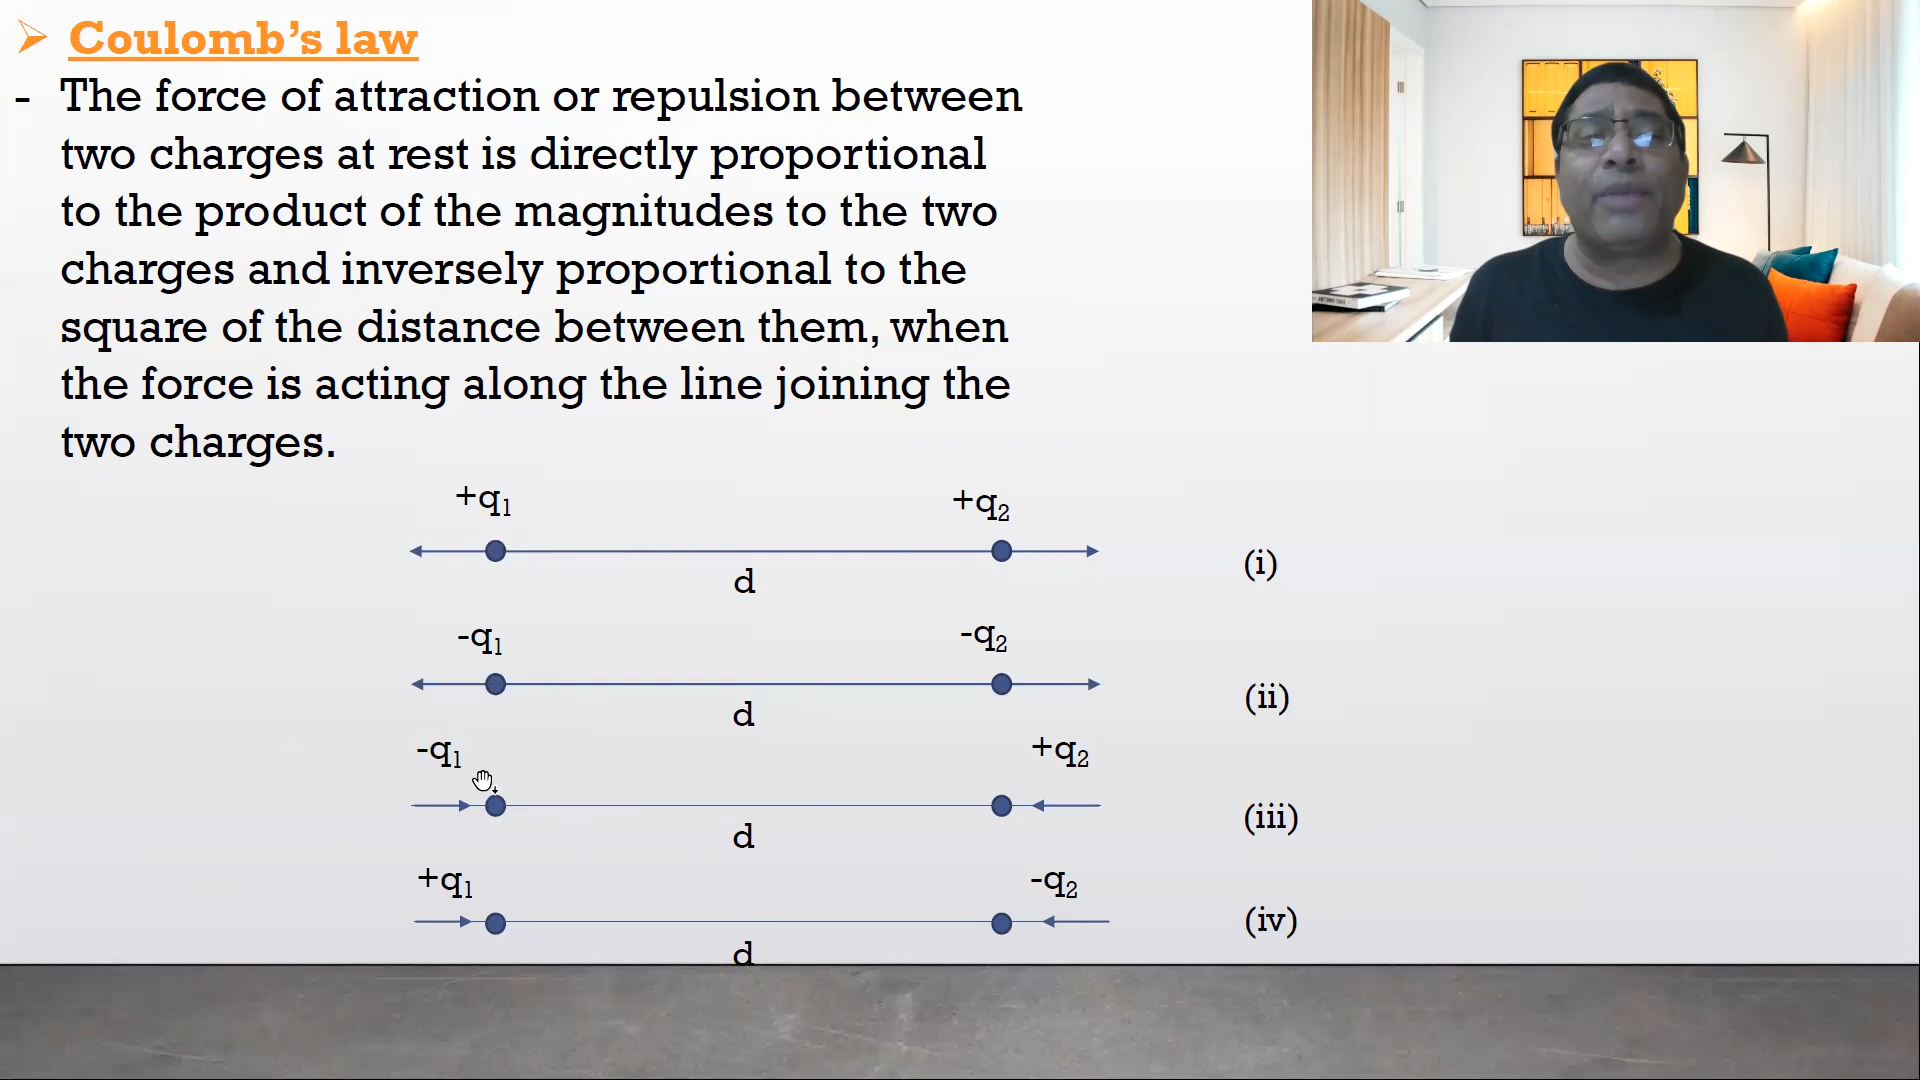 Coulomb’s law
- The force of attraction or repulsion between
two charges at rest is directly proportional
to the product of the magnitudes to the two
charges and inversely proportional to the
square of the distance between them, when
the force is acting along the line joining the
two charges.
+q₁ +q₂
d (i)
-q₁ -q₂
d (ii)
-q₁ +q₂
d (iii)
+q₁ -q₂
d (iv)